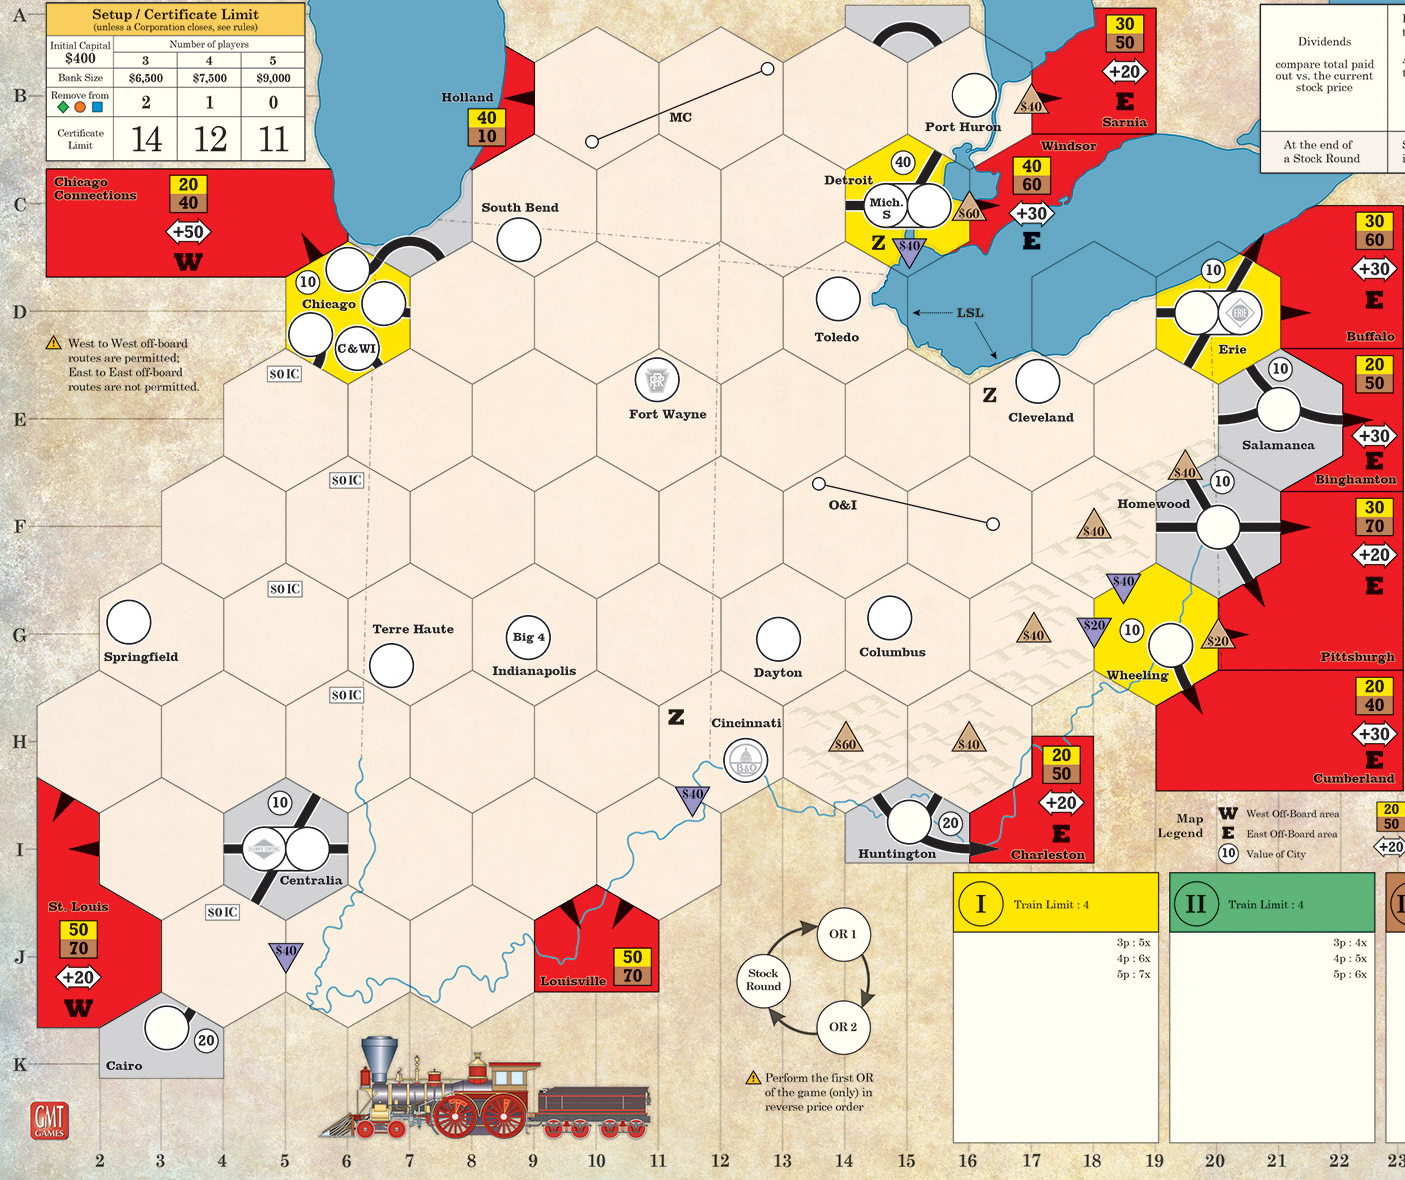 A
B
C
D
E
F
G
H
I
J
K
Setup / Certificate Limit
(unless a Corporation closes, see rules)
Initial Capital
$400
Number of players
3 4 5
Bank Size $6,500 $7,500 $9,000
Remove from 2 1 0
Certificate
Limit
14 12 11
Holland
40
10
MC
Port Huron
$40
30
50
+20
E
Sarnia
Windsor
40
60
+30
E
Dividends
compare total paid
out vs. the current
stock price
At the end of
a Stock Round
Chicago
Connections
20
40
+50
W
South Bend
40
Detroit
Mich.
S
$60
Z
$40
30
60
+30
E
Buffalo
10
Chicago
C&WI
Toledo
LSL
10
ERIE
Erie
West to West off-board
routes are permitted;
East to East off-board
routes are not permitted.
$0 IC
PRR
Fort Wayne
Z
Cleveland
10
Salamanca
20
50
+30
E
Binghamton
$0 IC
O&I
$40
$40
10
Homewood
30
70
+20
E
Pittsburgh
$0 IC
Springfield
Terre Haute
Big 4
Indianapolis
Dayton
Columbus
$40
$40
$20
10
$20
Wheeling
$0 IC
Z
Cincinnati
B&O
$60
$40
$40
20
50
+20
E
Charleston
20
40
+30
E
Cumberland
10
Centralia
20
Huntington
Map
Legend
W West Off-Board area
E East Off-Board area
10 Value of City
20
50
+20
St. Louis
50
70
+20
W
$0 IC
$40
Louisville
50
70
Cairo
20
OR 1
Stock
Round
OR 2
Perform the first OR
of the game (only) in
reverse price order
I Train Limit : 4
3p : 5x
4p : 6x
5p : 7x
II Train Limit : 4
3p : 4x
4p : 5x
5p : 6x
GMT
GAMES
2 3 4 5 6 7 8 9 10 11 12 13 14 15 16 17 18 19 20 21 22 23